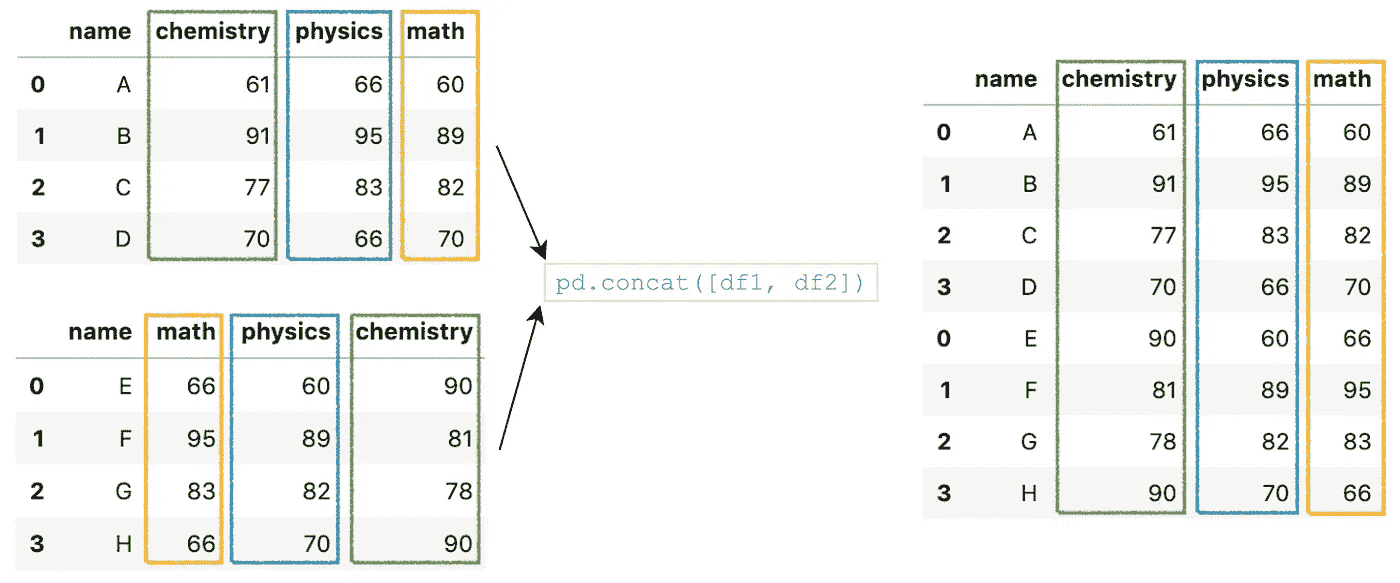 name chemistry physics math
0 A 61 66 60
1 B 91 95 89
2 C 77 83 82
3 D 70 66 70
name math physics chemistry
0 E 66 60 90
1 F 95 89 81
2 G 83 82 78
3 H 66 70 90
pd.concat([df1, df2])
name chemistry physics math
0 A 61 66 60
1 B 91 95 89
2 C 77 83 82
3 D 70 66 70
0 E 90 60 66
1 F 81 89 95
2 G 78 82 83
3 H 90 70 66